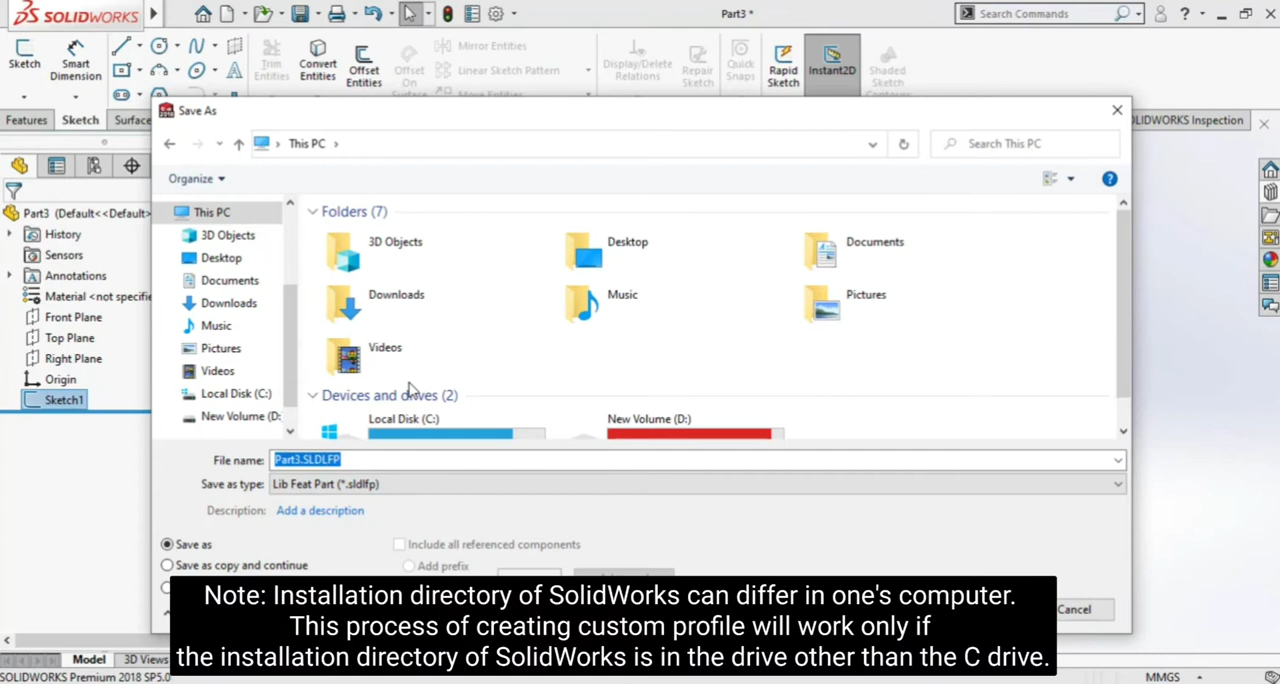 SOLIDWORKS
Part3 *
Search Commands
Sketch
Smart Dimension
Trim Entities
Convert Entities
Offset Entities
Offset On
Mirror Entities
Linear Sketch Pattern
Display/Delete Relations
Repair Sketch
Quick Snaps
Rapid Sketch
Instant2D
Shaded Sketch
Features
Sketch
Surface
OLIDWORKS Inspection
Save As
This PC
Search This PC
Organize
Part3 (Default<<Default>
History
Sensors
Annotations
Material <not specifie
Front Plane
Top Plane
Right Plane
Origin
Sketch1
This PC
3D Objects
Desktop
Documents
Downloads
Music
Pictures
Videos
Local Disk (C:)
New Volume (D:
Folders (7)
3D Objects
Desktop
Documents
Downloads
Music
Pictures
Videos
Devices and drives (2)
Local Disk (C:)
New Volume (D:)
File name: Part3.SLDLFP
Save as type: Lib Feat Part (*.sldlfp)
Description: Add a description
Save as
Save as copy and continue
Include all referenced components
Add prefix
Cancel
Note: Installation directory of SolidWorks can differ in one's computer.
This process of creating custom profile will work only if
the installation directory of SolidWorks is in the drive other than the C drive.
Model
3D Views
SOLIDWORKS Premium 2018 SP5.0
MMGS